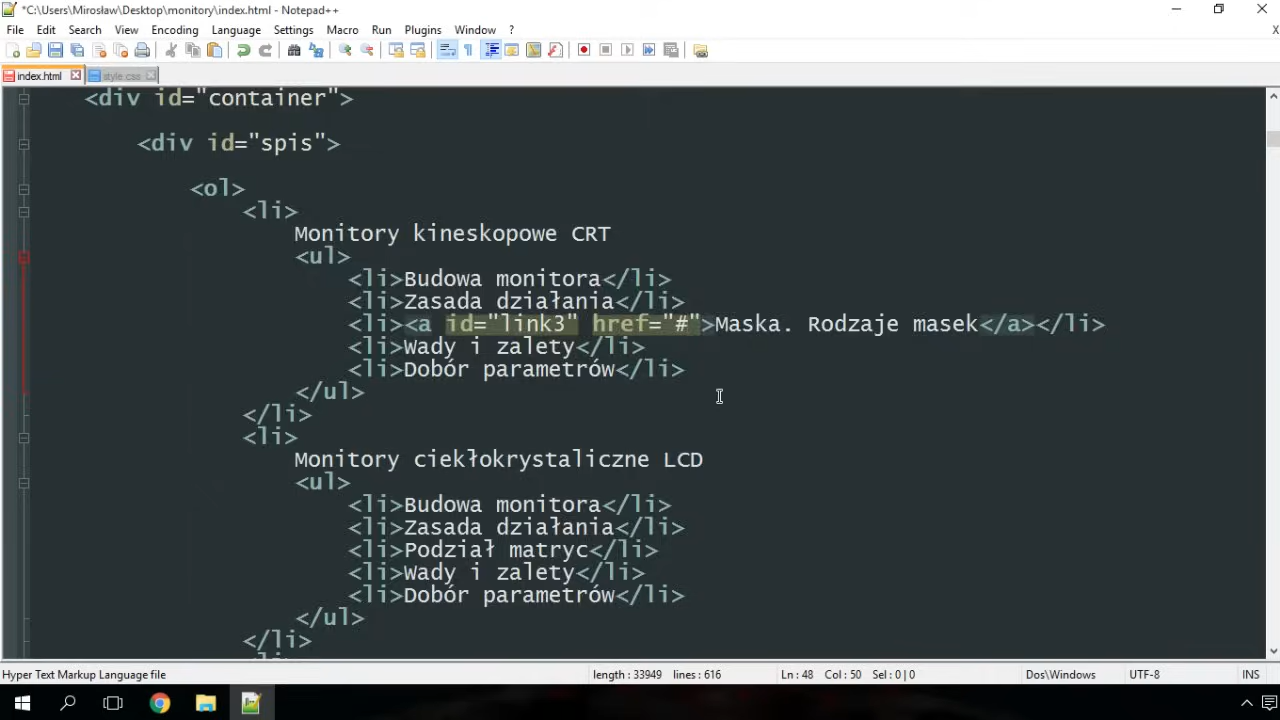 *C:\Users\Mirosław\Desktop\monitory\index.html - Notepad++
File Edit Search View Encoding Language Settings Macro Run Plugins Window ? X
index.html style.css
<div id="container">
<div id="spis">
<ol>
<li>
Monitory kineskopowe CRT
<ul>
<li>Budowa monitora</li>
<li>Zasada działania</li>
<li><a id="link3" href="#">Maska. Rodzaje masek</a></li>
<li>Wady i zalety</li>
<li>Dobór parametrów</li>
</ul>
</li>
<li>
Monitory ciekłokrystaliczne LCD
<ul>
<li>Budowa monitora</li>
<li>Zasada działania</li>
<li>Podział matryc</li>
<li>Wady i zalety</li>
<li>Dobór parametrów</li>
</ul>
</li>
<li>
Hyper Text Markup Language file length : 33949 lines : 616 Ln : 48 Col : 50 Sel : 0 | 0 Dos\Windows UTF-8 INS